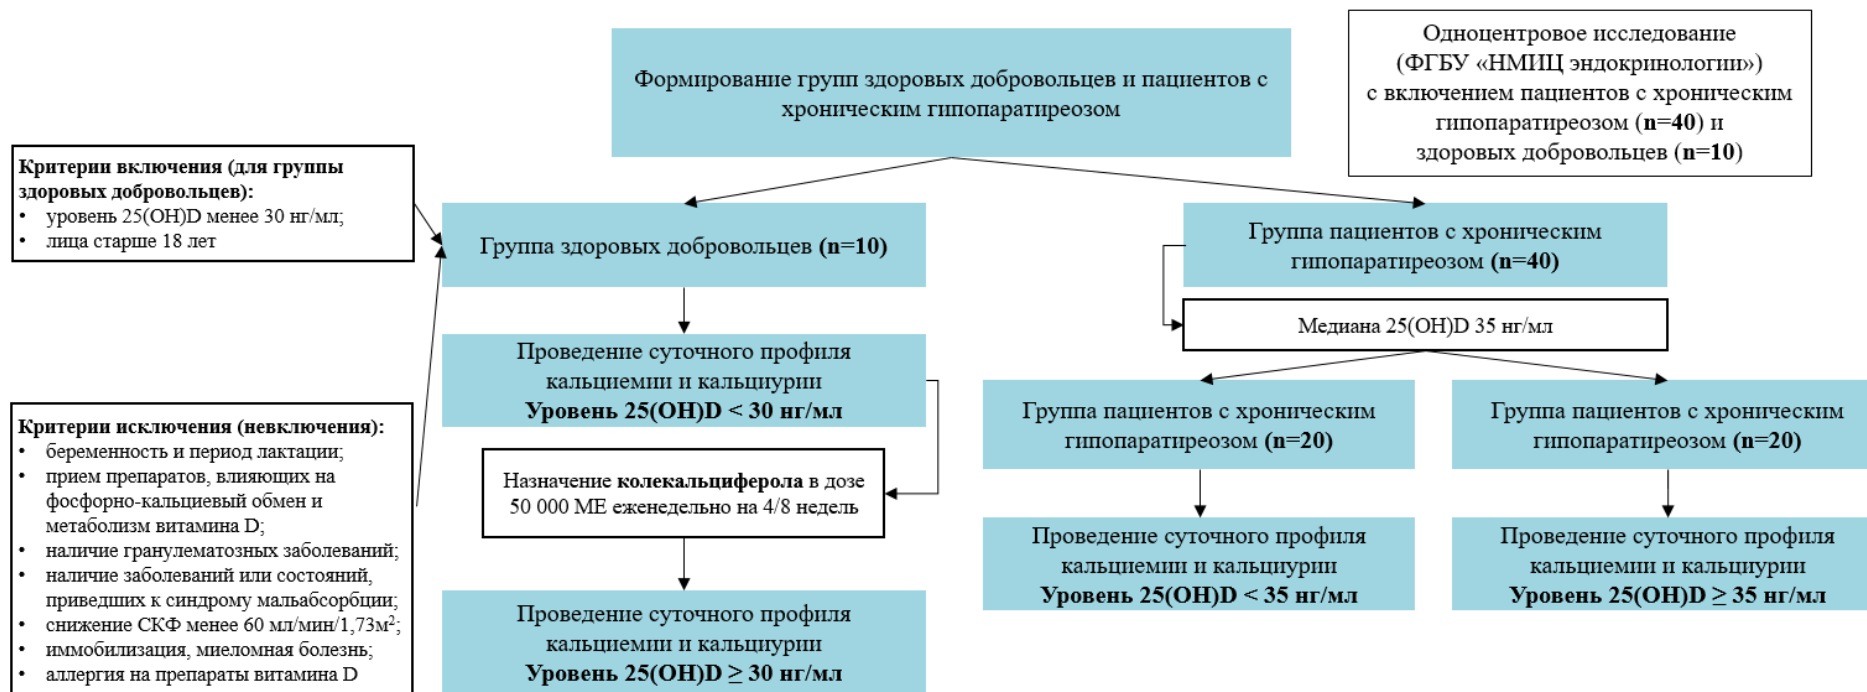 Формирование групп здоровых добровольцев и пациентов с
хроническим гипопаратиреозом
Одноцентровое исследование
(ФГБУ «НМИЦ эндокринологии»)
с включением пациентов с хроническим
гипопаратиреозом (n=40) и
здоровых добровольцев (n=10)
Критерии включения (для группы
здоровых добровольцев):
• уровень 25(OH)D менее 30 нг/мл;
• лица старше 18 лет
Группа здоровых добровольцев (n=10)
Группа пациентов с хроническим
гипопаратиреозом (n=40)
Медиана 25(OH)D 35 нг/мл
Проведение суточного профиля
кальциемии и кальциурии
Уровень 25(OH)D < 30 нг/мл
Группа пациентов с хроническим
гипопаратиреозом (n=20)
Группа пациентов с хроническим
гипопаратиреозом (n=20)
Критерии исключения (невключения):
• беременность и период лактации;
• прием препаратов, влияющих на
фосфорно-кальциевый обмен и
метаболизм витамина D;
• наличие гранулематозных заболеваний;
• наличие заболеваний или состояний,
приведших к синдрому мальабсорбции;
• снижение СКФ менее 60 мл/мин/1,73м²;
• иммобилизация, миеломная болезнь;
• аллергия на препараты витамина D
Назначение колекальциферола в дозе
50 000 МЕ еженедельно на 4/8 недель
Проведение суточного профиля
кальциемии и кальциурии
Уровень 25(OH)D < 35 нг/мл
Проведение суточного профиля
кальциемии и кальциурии
Уровень 25(OH)D ≥ 35 нг/мл
Проведение суточного профиля
кальциемии и кальциурии
Уровень 25(OH)D ≥ 30 нг/мл